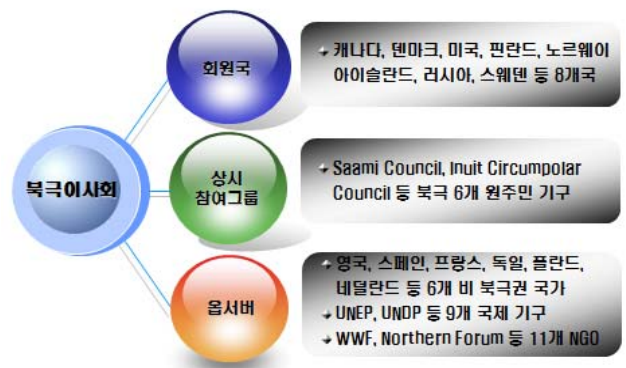 북극이사회
회원국
캐나다, 덴마크, 미국, 핀란드, 노르웨이
아이슬란드, 러시아, 스웨덴 등 8개국
상시
참여그룹
Saami Council, Inuit Circumpolar
Council 등 북극 6개 원주민 기구
옵서버
영국, 스페인, 프랑스, 독일, 폴란드,
네덜란드 등 6개 비 북극권 국가
UNEP, UNDP 등 9개 국제 기구
WWF, Northern Forum 등 11개 NGO